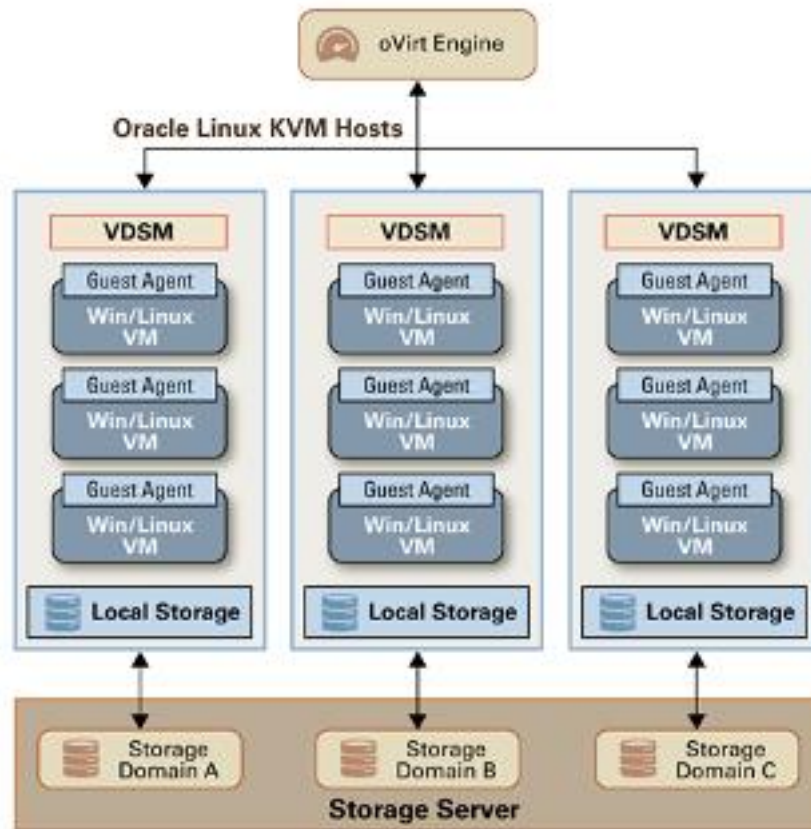 oVirt Engine
Oracle Linux KVM Hosts
VDSM
Guest Agent
Win/Linux
VM
Guest Agent
Win/Linux
VM
Guest Agent
Win/Linux
VM
Local Storage
VDSM
Guest Agent
Win/Linux
VM
Guest Agent
Win/Linux
VM
Guest Agent
Win/Linux
VM
Local Storage
VDSM
Guest Agent
Win/Linux
VM
Guest Agent
Win/Linux
VM
Guest Agent
Win/Linux
VM
Local Storage
Storage
Domain A
Storage
Domain B
Storage
Domain C
Storage Server